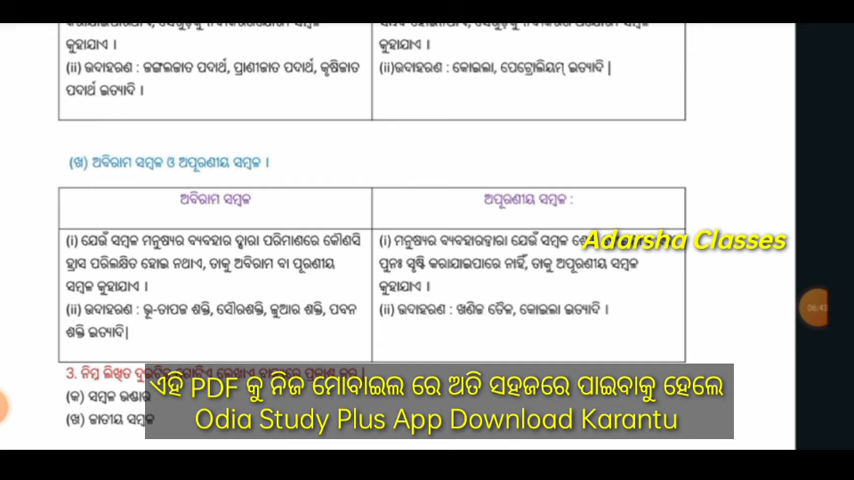 କୁହାଯାଏ ।
କୁହାଯାଏ ।
(ii) ଉଦାହରଣ : ଜଙ୍ଗଲଜାତ ପଦାର୍ଥ, ପ୍ରାଣୀଜାତ ପଦାର୍ଥ, କୃଷିଜାତ
ପଦାର୍ଥ ଇତ୍ୟାଦି ।
(ii)ଉଦାହରଣ : କୋଇଲା, ପେଟ୍ରୋଲିୟମ୍ ଇତ୍ୟାଦି |
(ଖ) ଅବିରାମ ସମ୍ବଳ ଓ ଅପୂରଣୀୟ ସମ୍ବଳ ।
ଅବିରାମ ସମ୍ବଳ
ଅପୂରଣୀୟ ସମ୍ବଳ :
(i) ଯେଉଁ ସମ୍ବଳ ମନୁଷ୍ୟର ବ୍ୟବହାର ଦ୍ବାରା ପରିମାଣରେ କୌଣସି
ହ୍ରାସ ପରିଲକ୍ଷିତ ହୋଇ ନଥାଏ, ତାକୁ ଅବିରାମ ବା ପୂରଣୀୟ
ସମ୍ବଳ କୁହାଯାଏ ।
(ii) ଉଦାହରଣ : ଭୂ-ତାପଜ ଶକ୍ତି, ସୌରଶକ୍ତି, ଜୁଆର ଶକ୍ତି, ପବନ
ଶକ୍ତି ଇତ୍ୟାଦି|
(i) ମନୁଷ୍ୟର ବ୍ୟବହାରଦ୍ୱାରା ଯେଉଁ ସମ୍ବଳ
Adarsha Classes
ପୁନଃ ସୃଷ୍ଟି କରାଯାଇପାରେ ନାହିଁ, ତାକୁ ଅପୂରଣୀୟ ସମ୍ବଳ
କୁହାଯାଏ ।
(ii) ଉଦାହରଣ : ଖଣିଜ ତୈଳ, କୋଇଲା ଇତ୍ୟାଦି ।
06:43
3. ନିମ୍ନ ଲିଖିତ
ଏହି PDF କୁ ନିଜ ମୋବାଇଲ ରେ ଅତି ସହଜରେ ପାଇବାକୁ ହେଲେ
(କ) ସମ୍ବଳ ଭଣ୍ଡାର
Odia Study Plus App Download Karantu
(ଖ) ଜାତୀୟ ସମ୍ବଳ